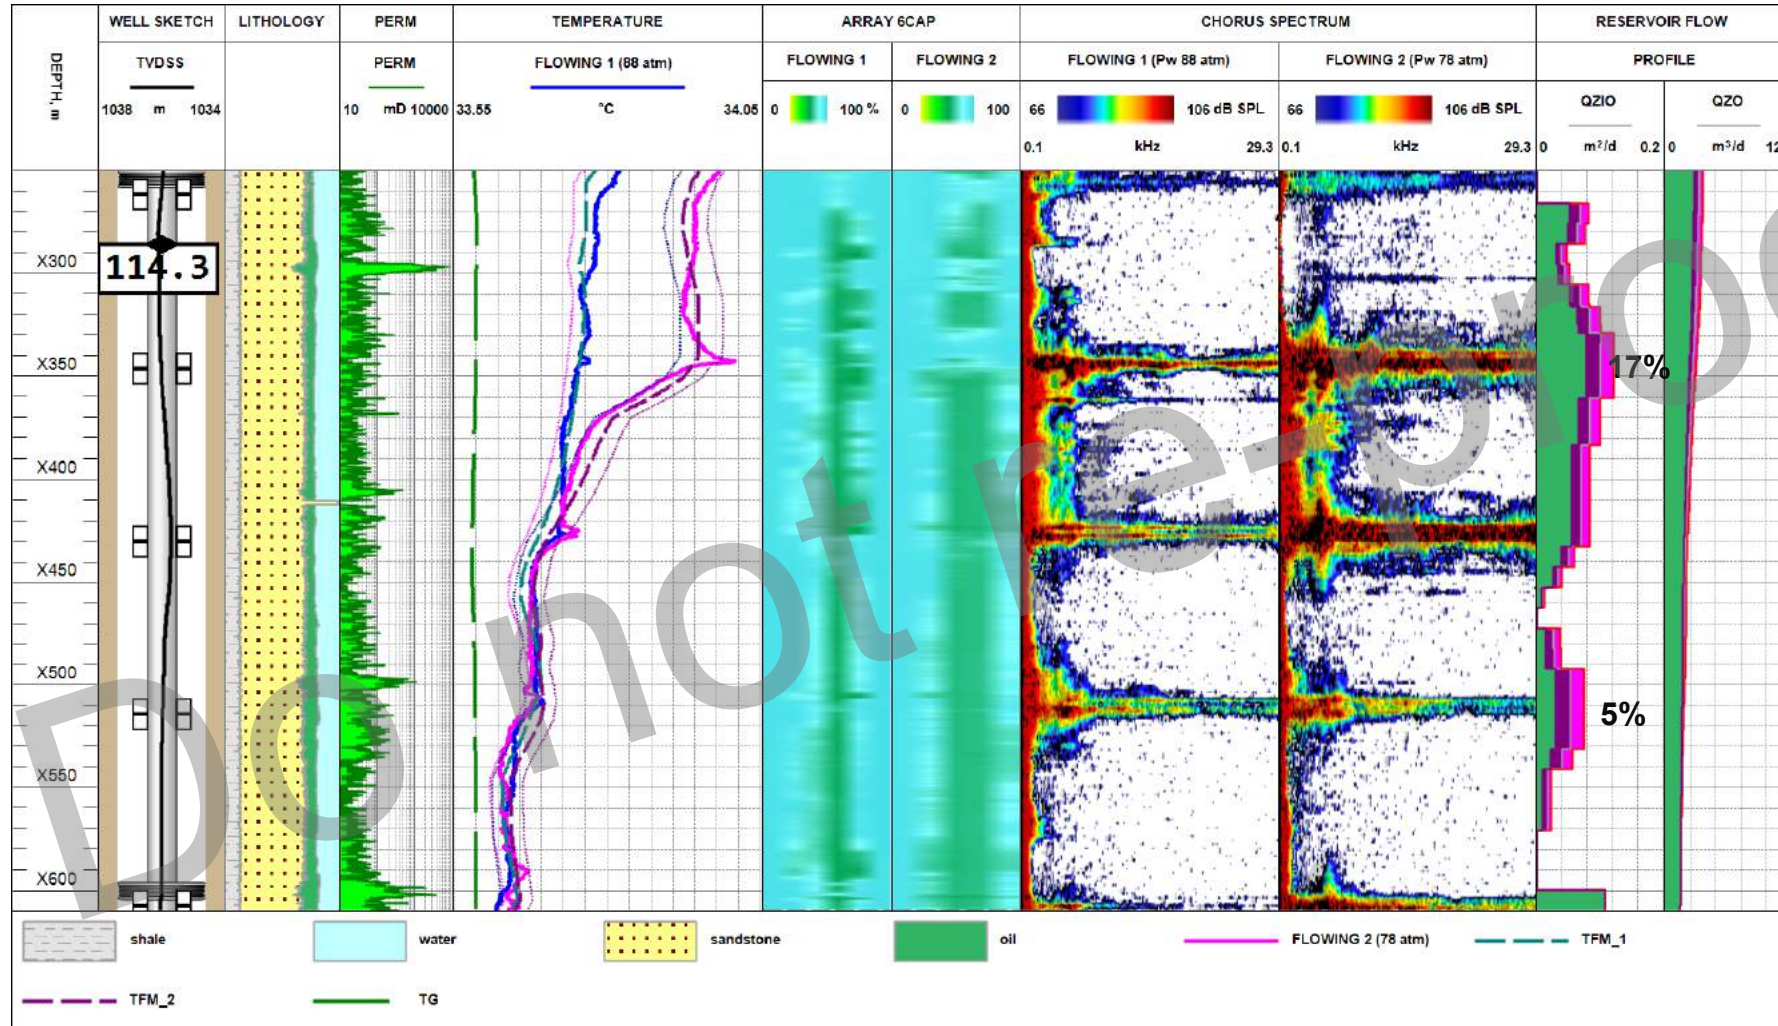 WELL SKETCH LITHOLOGY PERM TEMPERATURE ARRAY 6CAP CHORUS SPECTRUM RESERVOIR FLOW
DEPTH, m
TVDSS PERM FLOWING 1 (88 atm) FLOWING 1 FLOWING 2 FLOWING 1 (Pw 88 atm) FLOWING 2 (Pw 78 atm) PROFILE
QZIO QZO
1038 m 1034 10 mD 10000 33.55 °C 34.05 0 100 % 0 100 66 106 dB SPL 66 106 dB SPL
0.1 kHz 29.3 0.1 kHz 29.3 0 m²/d 0.2 0 m³/d 12
X300
114.3
X350
17%
X400
X450
X500
5%
X550
X600
shale water sandstone oil FLOWING 2 (78 atm) TFM_1
TFM_2 TG
Do not re-proc